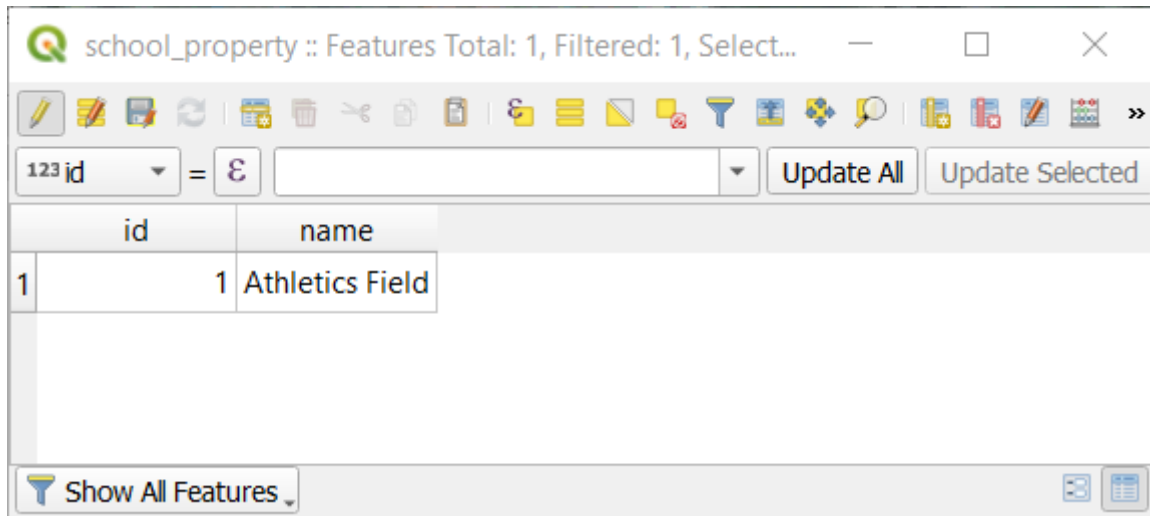 school_property :: Features Total: 1, Filtered: 1, Select...
»
123 id = ε Update All Update Selected
id name
1 1 Athletics Field
Show All Features